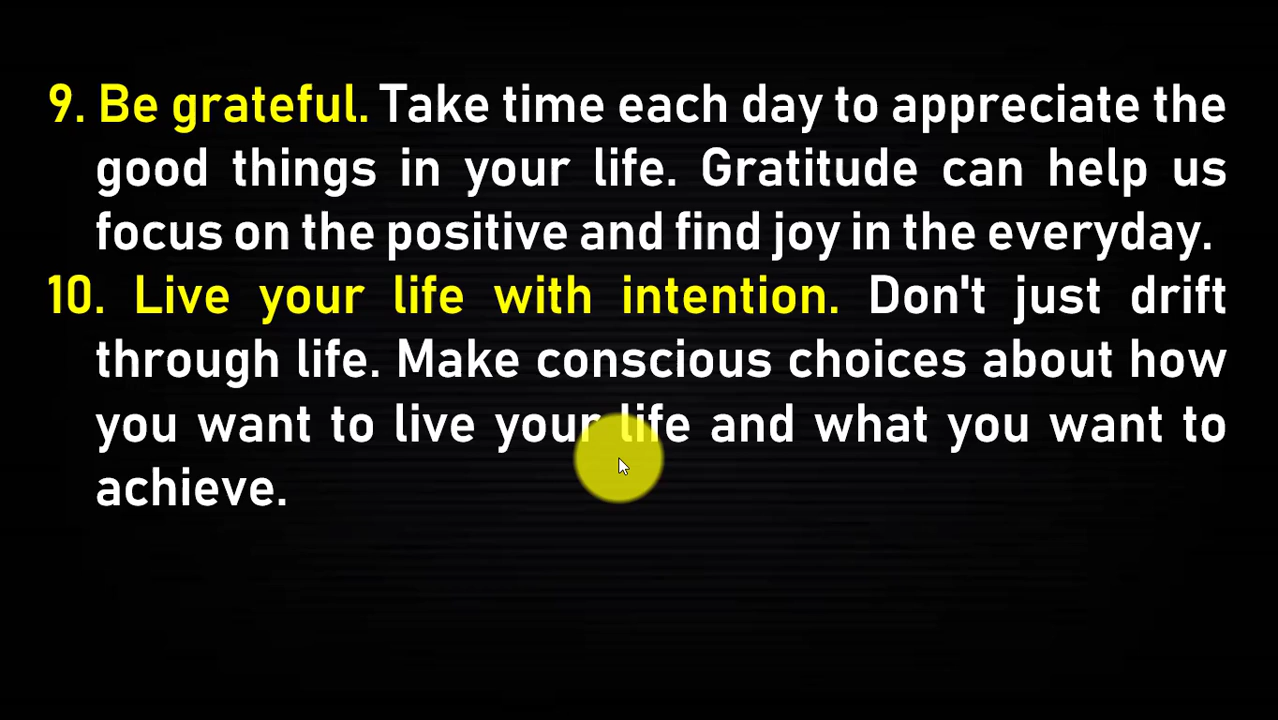 9. Be grateful. Take time each day to appreciate the
good things in your life. Gratitude can help us
focus on the positive and find joy in the everyday.
10. Live your life with intention. Don't just drift
through life. Make conscious choices about how
you want to live your life and what you want to
achieve.